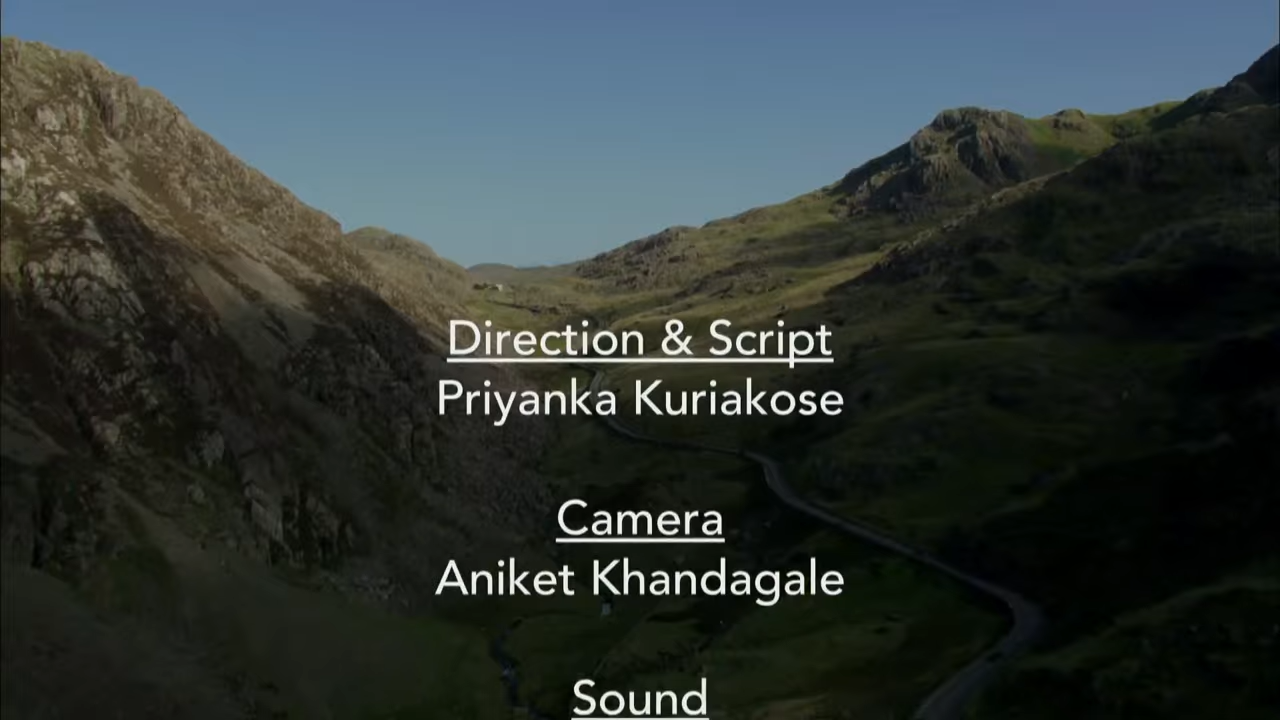 Direction & Script
Priyanka Kuriakose
Camera
Aniket Khandagale
Sound